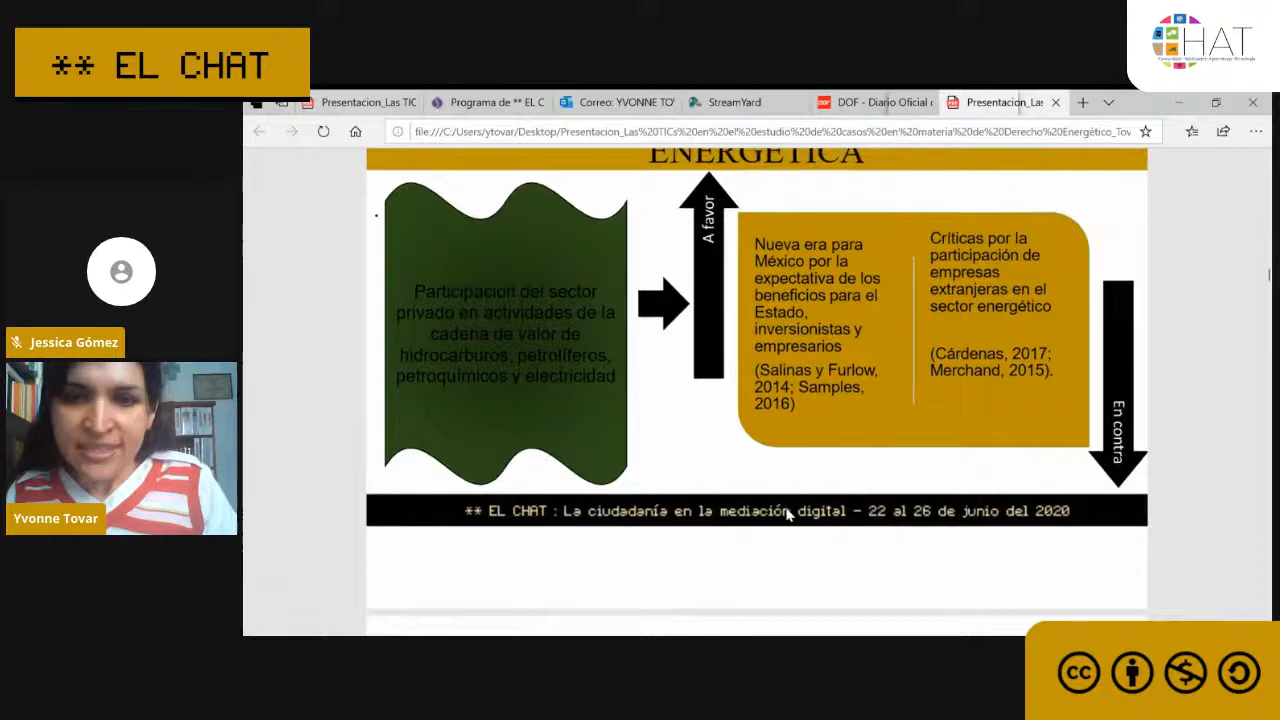 ** EL CHAT
CHAT
Presentacion_Las TIC
Programa de ** EL C
Correo: YVONNE TO
StreamYard
DOF - Diario Oficial
Presentacion_Las
file:///C:/Users/ytovar/Desktop/Presentacion_Las%20TICs%20en%20el%20estudio%20de%20casos%20en%20materia%20de%20Derecho%20Energético_Tov
ENERGÉTICA
Participación del sector
privado en actividades de la
cadena de valor de
hidrocarburos, petrolíferos,
petroquímicos y electricidad
A favor
Nueva era para
México por la
expectativa de los
beneficios para el
Estado,
inversionistas y
empresarios
(Salinas y Furlow,
2014; Samples,
2016)
Críticas por la
participación de
empresas
extranjeras en el
sector energético
(Cárdenas, 2017;
Merchand, 2015).
En contra
** EL CHAT : La ciudadanía en la mediación digital - 22 al 26 de junio del 2020
Jessica Gómez
Yvonne Tovar
cc